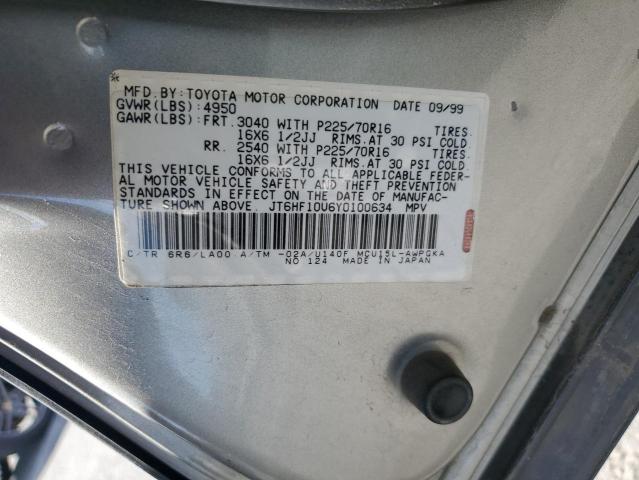 MFD. BY: TOYOTA MOTOR CORPORATION DATE 09/99
GVWR(LBS):4950
GAWR(LBS):FRT. 3040 WITH P225/70R16 TIRES.
16X6 1/2JJ RIMS. AT 30 PSI COLD
RR. 2540 WITH P225/70R16 TIRES.
16X6 1/2JJ RIMS. AT 30 PSI COLD
THIS VEHICLE CONFORMS TO ALL APPLICABLE FEDER-
AL MOTOR VEHICLE SAFETY AND THEFT PREVENTION
STANDARDS IN EFFECT ON THE DATE OF MANUFAC-
TURE SHOWN ABOVE. JT6HF10U6Y0100634 MPV
C/TR 6R6/LA00 A/TM -02A/U140F MCU15L-AWPGKA
NO 124 MADE IN JAPAN